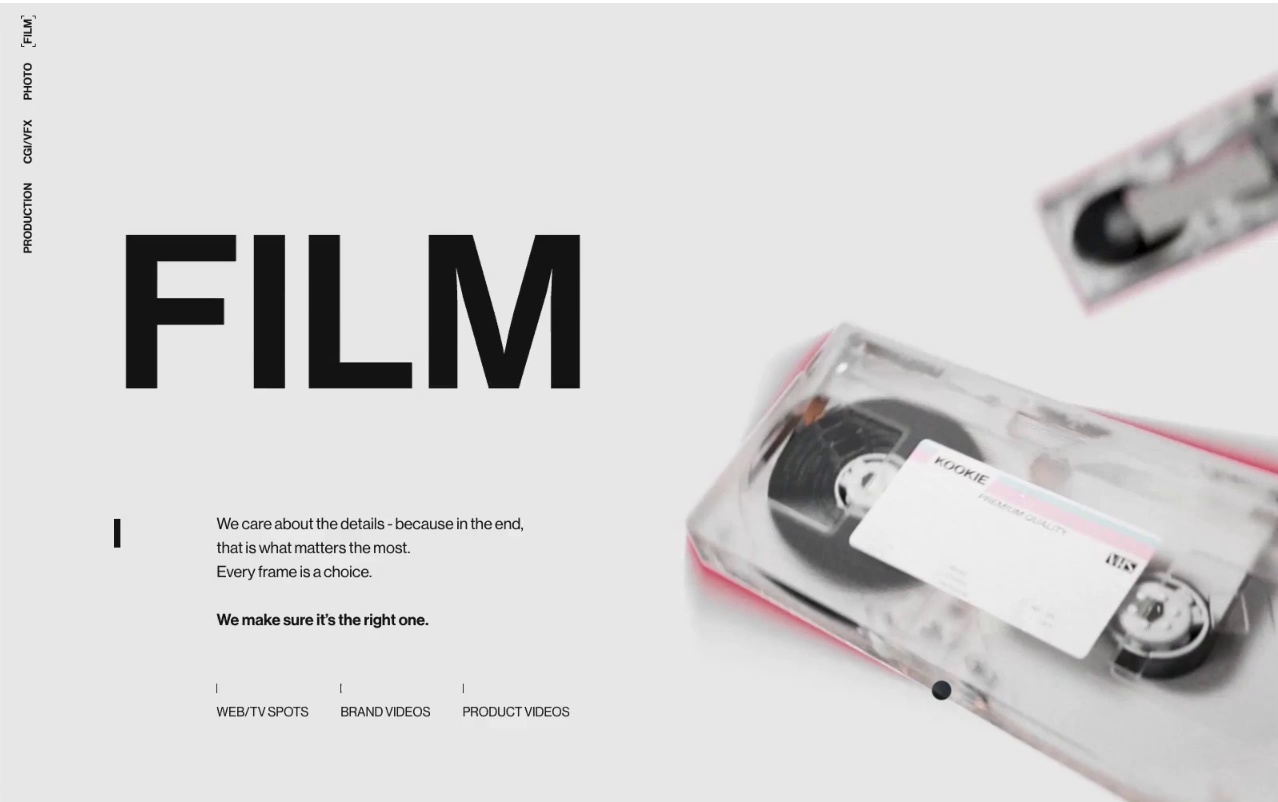 [FILM]
PHOTO
CGI/VFX
PRODUCTION
FILM
We care about the details - because in the end,
that is what matters the most.
Every frame is a choice.
We make sure it’s the right one.
WEB/TV SPOTS
BRAND VIDEOS
PRODUCT VIDEOS
KOOKIE
PREMIUM QUALITY